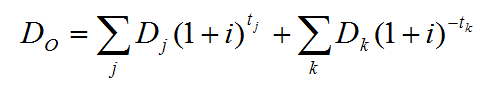 $D_O = \sum_j D_j (1+i)^{t_j} + \sum_k D_k (1+i)^{-t_k}$